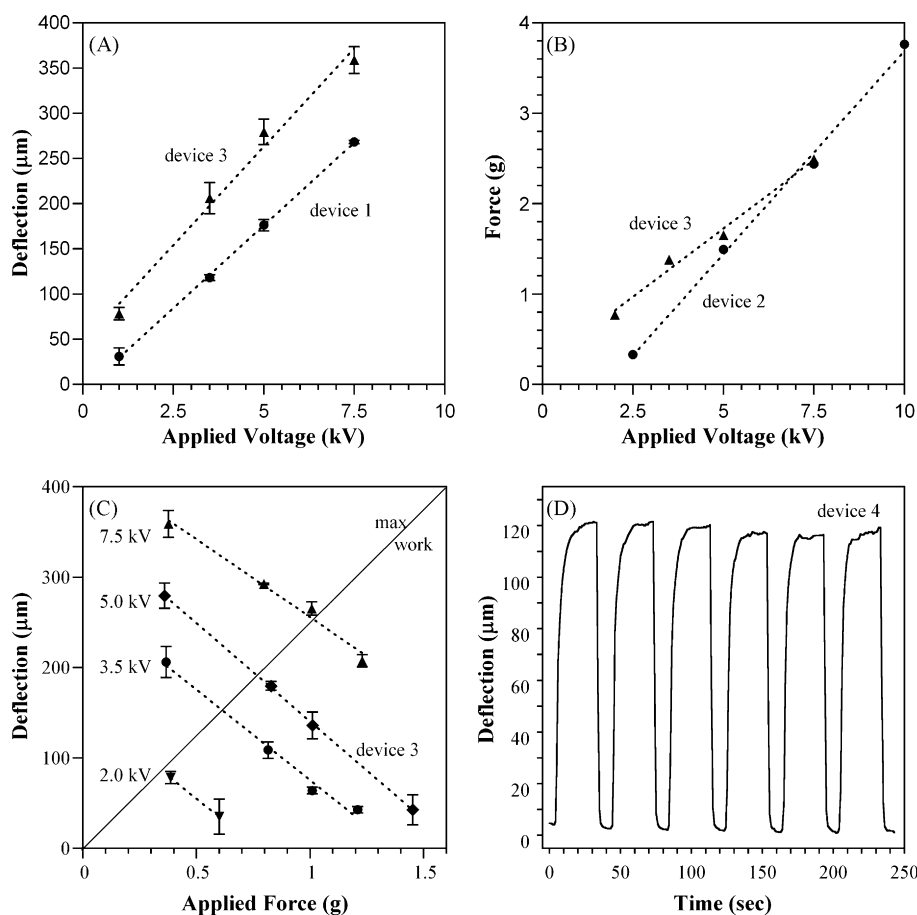 (A)
400
350
300
250
200
150
100
50
0
Deflection (μm)
device 3
device 1
0 2.5 5 7.5 10
Applied Voltage (kV)
(B)
4
3
2
1
0
Force (g)
device 3
device 2
0 2.5 5 7.5 10
Applied Voltage (kV)
(C)
400
300
200
100
0
Deflection (μm)
max
work
7.5 kV
5.0 kV
3.5 kV
2.0 kV
device 3
0 0.5 1 1.5
Applied Force (g)
(D)
device 4
120
100
80
60
40
20
0
Deflection (μm)
0 50 100 150 200 250
Time (sec)